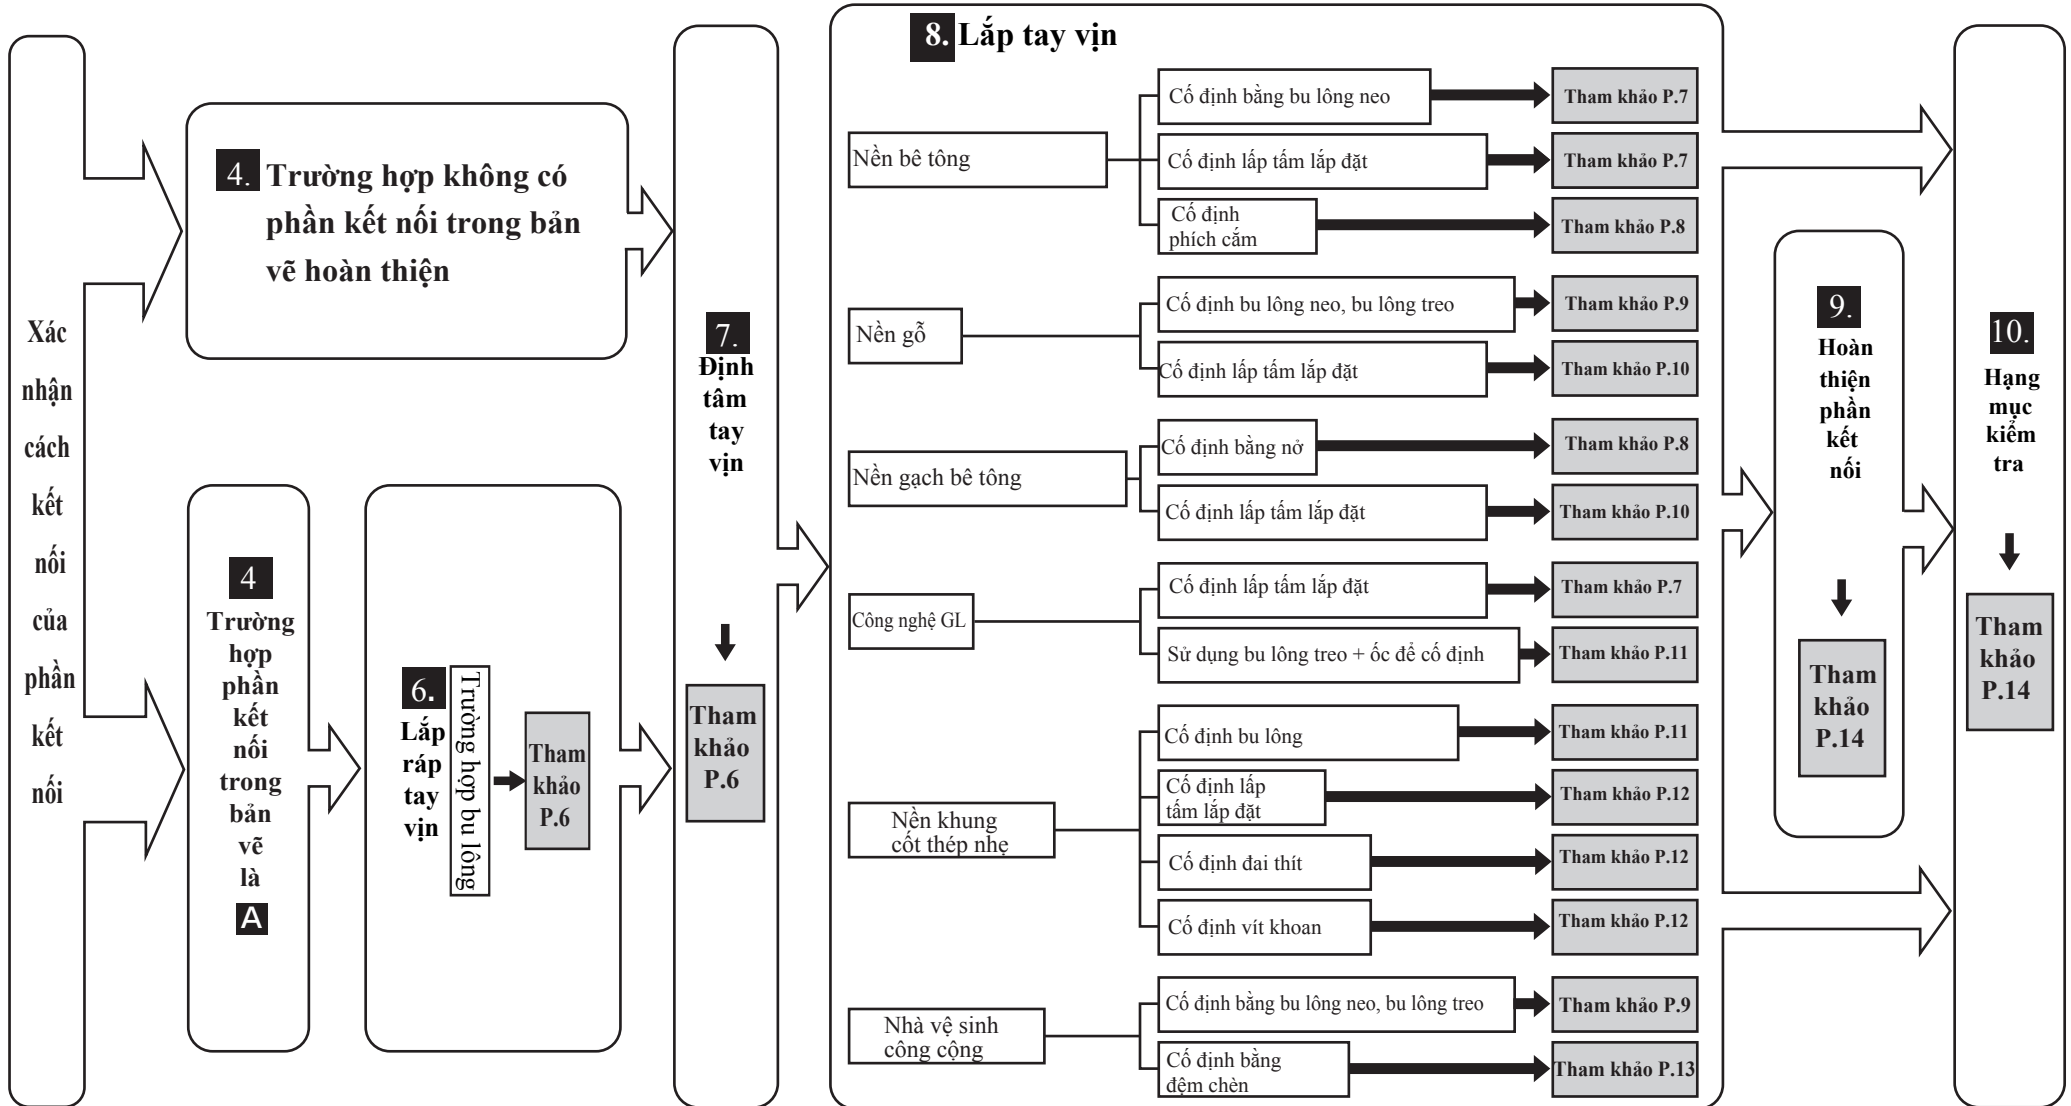 Xác
nhận
cách
kết
nối
của
phần
kết
nối
4. Trường hợp không có
phần kết nối trong bản
vẽ hoàn thiện
4
Trường
hợp
phần
kết
nối
trong
bản
vẽ
là
A
6.
Lắp
ráp
tay
vịn
Trường hợp bu lông
Tham
khảo
P.6
7.
Định
tâm
tay
vịn
Tham
khảo
P.6
8. Lắp tay vịn
Nền bê tông
Cố định bằng bu lông neo
Tham khảo P.7
Cố định lấp tấm lắp đặt
Tham khảo P.7
Cố định
phích cắm
Tham khảo P.8
Nền gỗ
Cố định bu lông neo, bu lông treo
Tham khảo P.9
Cố định lấp tấm lắp đặt
Tham khảo P.10
Nền gạch bê tông
Cố định bằng nở
Tham khảo P.8
Cố định lấp tấm lắp đặt
Tham khảo P.10
Công nghệ GL
Cố định lấp tấm lắp đặt
Tham khảo P.7
Sử dụng bu lông treo + ốc để cố định
Tham khảo P.11
Nền khung
cốt thép nhẹ
Cố định bu lông
Tham khảo P.11
Cố định lấp
tấm lắp đặt
Tham khảo P.12
Cố định đai thít
Tham khảo P.12
Cố định vít khoan
Tham khảo P.12
Nhà vệ sinh
công cộng
Cố định bằng bu lông neo, bu lông treo
Tham khảo P.9
Cố định bằng
đệm chèn
Tham khảo P.13
9.
Hoàn
thiện
phần
kết
nối
Tham
khảo
P.14
10.
Hạng
mục
kiểm
tra
Tham
khảo
P.14